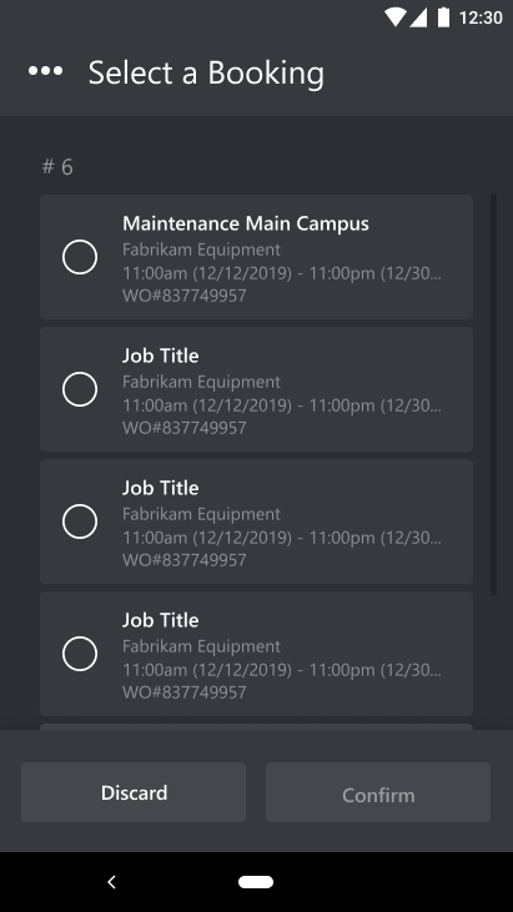 12:30
Select a Booking
# 6
Maintenance Main Campus
Fabrikam Equipment
11:00am (12/12/2019) - 11:00pm (12/30...
WO#837749957
Job Title
Fabrikam Equipment
11:00am (12/12/2019) - 11:00pm (12/30...
WO#837749957
Job Title
Fabrikam Equipment
11:00am (12/12/2019) - 11:00pm (12/30...
WO#837749957
Job Title
Fabrikam Equipment
11:00am (12/12/2019) - 11:00pm (12/30...
WO#837749957
Discard Confirm